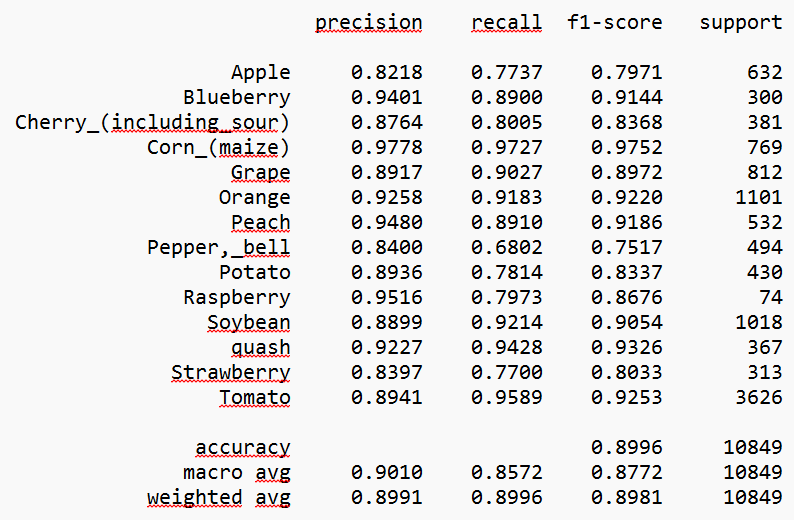 precision recall f1-score support
Apple 0.8218 0.7737 0.7971 632
Blueberry 0.9401 0.8900 0.9144 300
Cherry_(including_sour) 0.8764 0.8005 0.8368 381
Corn_(maize) 0.9778 0.9727 0.9752 769
Grape 0.8917 0.9027 0.8972 812
Orange 0.9258 0.9183 0.9220 1101
Peach 0.9480 0.8910 0.9186 532
Pepper,_bell 0.8400 0.6802 0.7517 494
Potato 0.8936 0.7814 0.8337 430
Raspberry 0.9516 0.7973 0.8676 74
Soybean 0.8899 0.9214 0.9054 1018
quash 0.9227 0.9428 0.9326 367
Strawberry 0.8397 0.7700 0.8033 313
Tomato 0.8941 0.9589 0.9253 3626
accuracy 0.8996 10849
macro avg 0.9010 0.8572 0.8772 10849
weighted avg 0.8991 0.8996 0.8981 10849